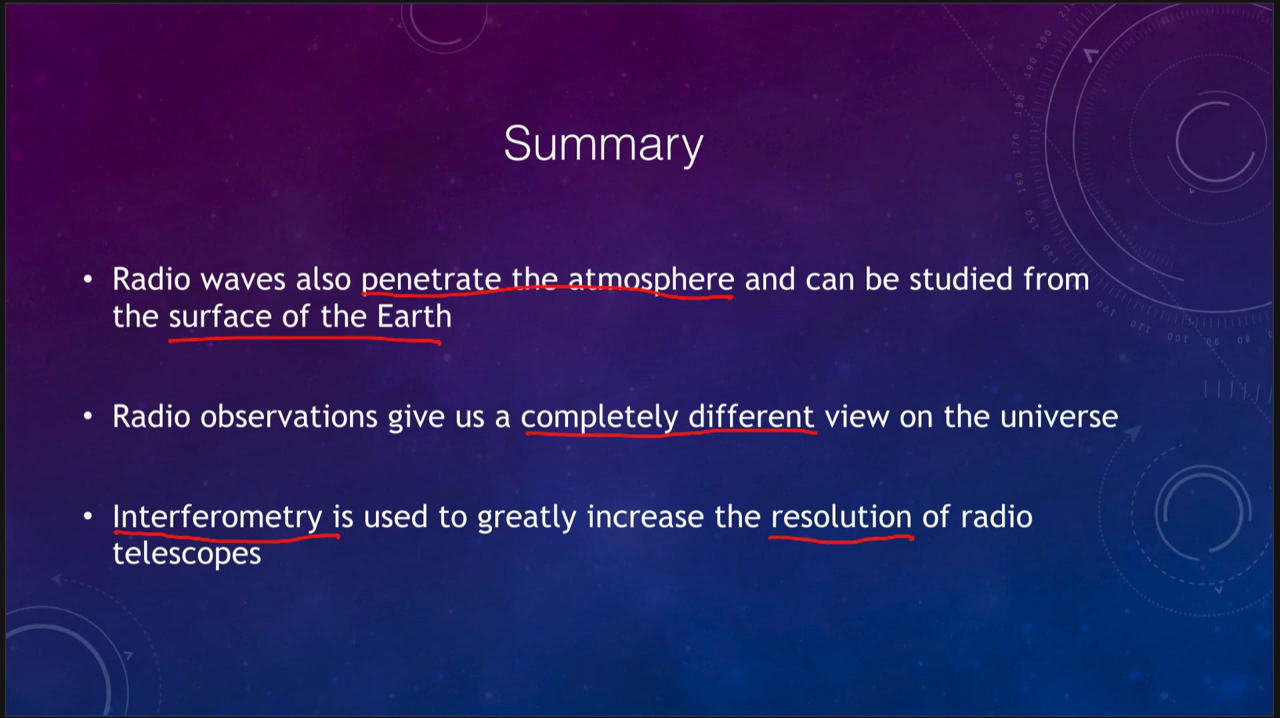 Summary
• Radio waves also penetrate the atmosphere and can be studied from
the surface of the Earth
• Radio observations give us a completely different view on the universe
• Interferometry is used to greatly increase the resolution of radio
telescopes